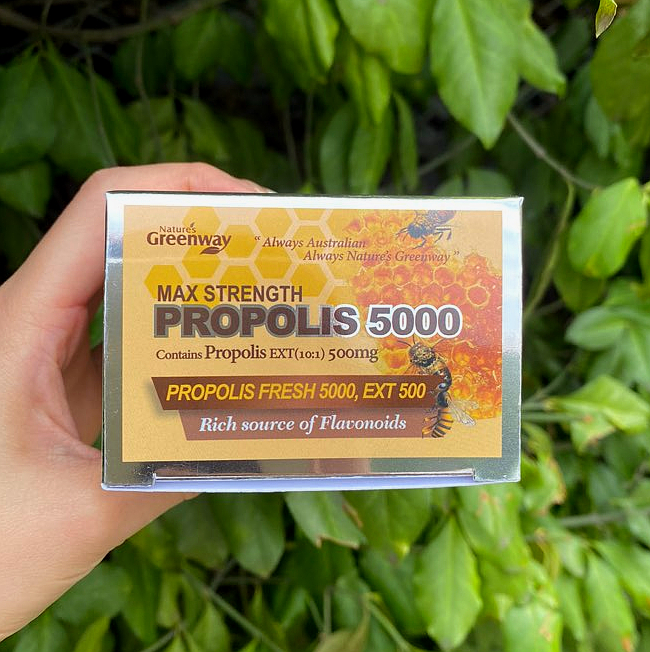 Nature's
Greenway
“ Always Australian
Always Nature's Greenway ”
MAX STRENGTH
PROPOLIS 5000
Contains Propolis EXT(10:1) 500mg
PROPOLIS FRESH 5000, EXT 500
Rich source of Flavonoids